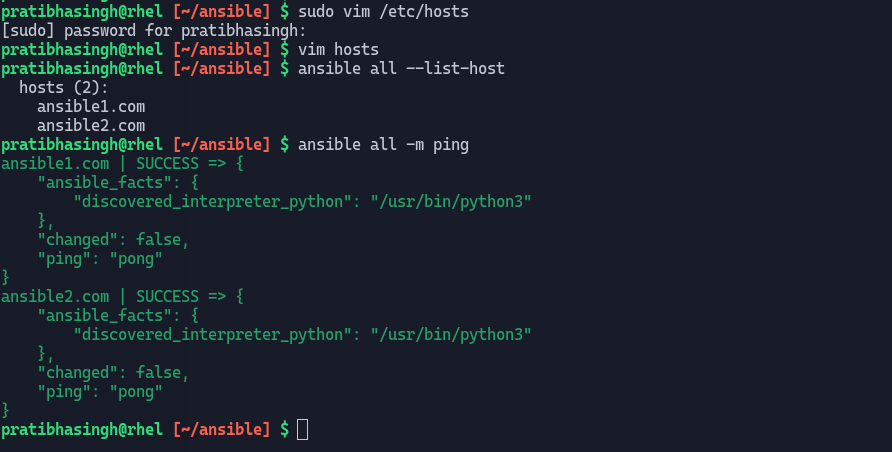 pratibhasingh@rhel [~/ansible] $ sudo vim /etc/hosts
[sudo] password for pratibhasingh:
pratibhasingh@rhel [~/ansible] $ vim hosts
pratibhasingh@rhel [~/ansible] $ ansible all --list-host
  hosts (2):
    ansible1.com
    ansible2.com
pratibhasingh@rhel [~/ansible] $ ansible all -m ping
ansible1.com | SUCCESS => {
    "ansible_facts": {
        "discovered_interpreter_python": "/usr/bin/python3"
    },
    "changed": false,
    "ping": "pong"
}
ansible2.com | SUCCESS => {
    "ansible_facts": {
        "discovered_interpreter_python": "/usr/bin/python3"
    },
    "changed": false,
    "ping": "pong"
}
pratibhasingh@rhel [~/ansible] $